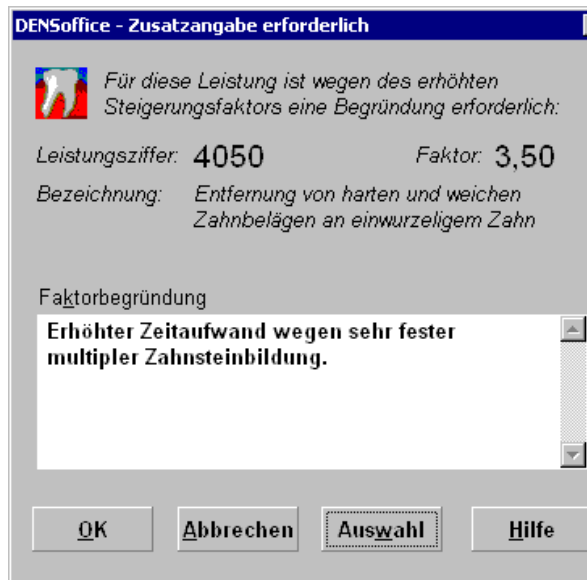 DENSoffice - Zusatzangabe erforderlich
Für diese Leistung ist wegen des erhöhten
Steigerungsfaktors eine Begründung erforderlich:
Leistungsziffer: 4050 Faktor: 3,50
Bezeichnung: Entfernung von harten und weichen
Zahnbelägen an einwurzeligem Zahn
Faktorbegründung
Erhöhter Zeitaufwand wegen sehr fester
multipler Zahnsteinbildung.
OK Abbrechen Auswahl Hilfe